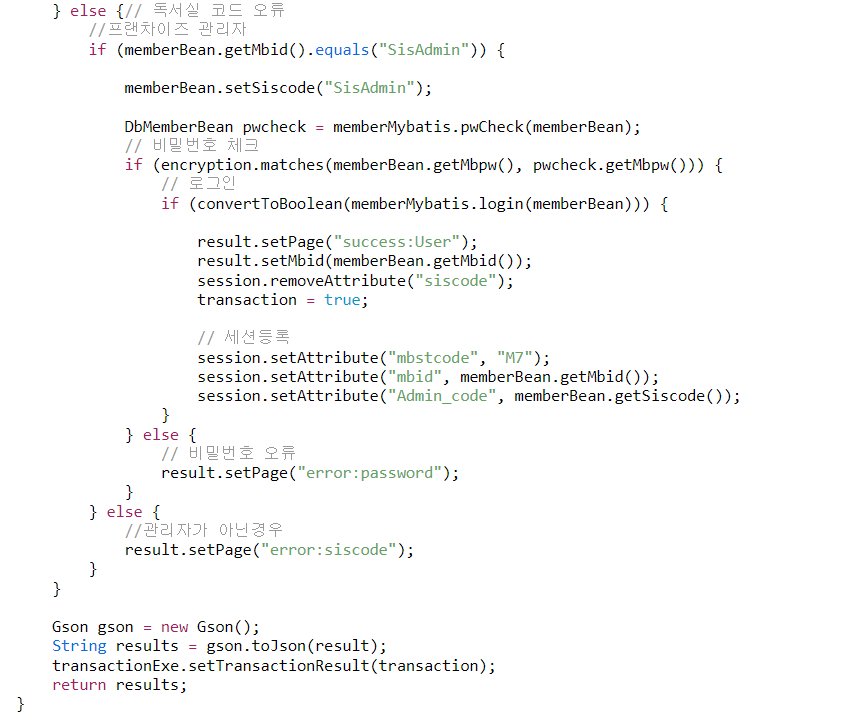 } else {// 독서실 코드 오류
//프랜차이즈 관리자
if (memberBean.getMbid().equals("SisAdmin")) {
memberBean.setSiscode("SisAdmin");
DbMemberBean pwcheck = memberMybatis.pwCheck(memberBean);
// 비밀번호 체크
if (encryption.matches(memberBean.getMbpw(), pwcheck.getMbpw())) {
// 로그인
if (convertToBoolean(memberMybatis.login(memberBean))) {
result.setPage("success:User");
result.setMbid(memberBean.getMbid());
session.removeAttribute("siscode");
transaction = true;
// 세션등록
session.setAttribute("mbstcode", "M7");
session.setAttribute("mbid", memberBean.getMbid());
session.setAttribute("Admin_code", memberBean.getSiscode());
}
} else {
// 비밀번호 오류
result.setPage("error:password");
}
} else {
//관리자가 아닌경우
result.setPage("error:siscode");
}
}
Gson gson = new Gson();
String results = gson.toJson(result);
transactionExe.setTransactionResult(transaction);
return results;
}